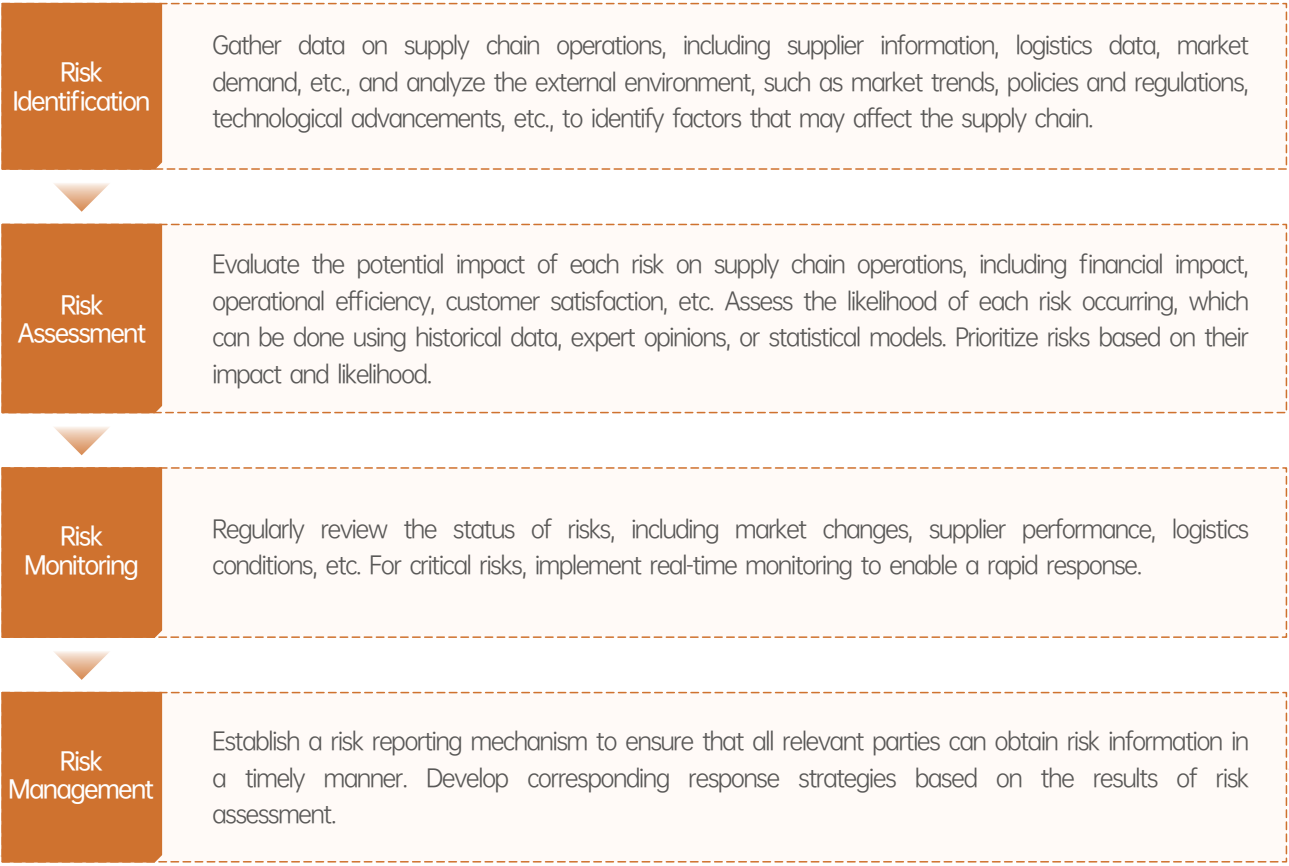 Risk
Identification
Gather data on supply chain operations, including supplier information, logistics data, market
demand, etc., and analyze the external environment, such as market trends, policies and regulations,
technological advancements, etc., to identify factors that may affect the supply chain.
Risk
Assessment
Evaluate the potential impact of each risk on supply chain operations, including financial impact,
operational efficiency, customer satisfaction, etc. Assess the likelihood of each risk occurring, which
can be done using historical data, expert opinions, or statistical models. Prioritize risks based on their
impact and likelihood.
Risk
Monitoring
Regularly review the status of risks, including market changes, supplier performance, logistics
conditions, etc. For critical risks, implement real-time monitoring to enable a rapid response.
Risk
Management
Establish a risk reporting mechanism to ensure that all relevant parties can obtain risk information in
a timely manner. Develop corresponding response strategies based on the results of risk
assessment.